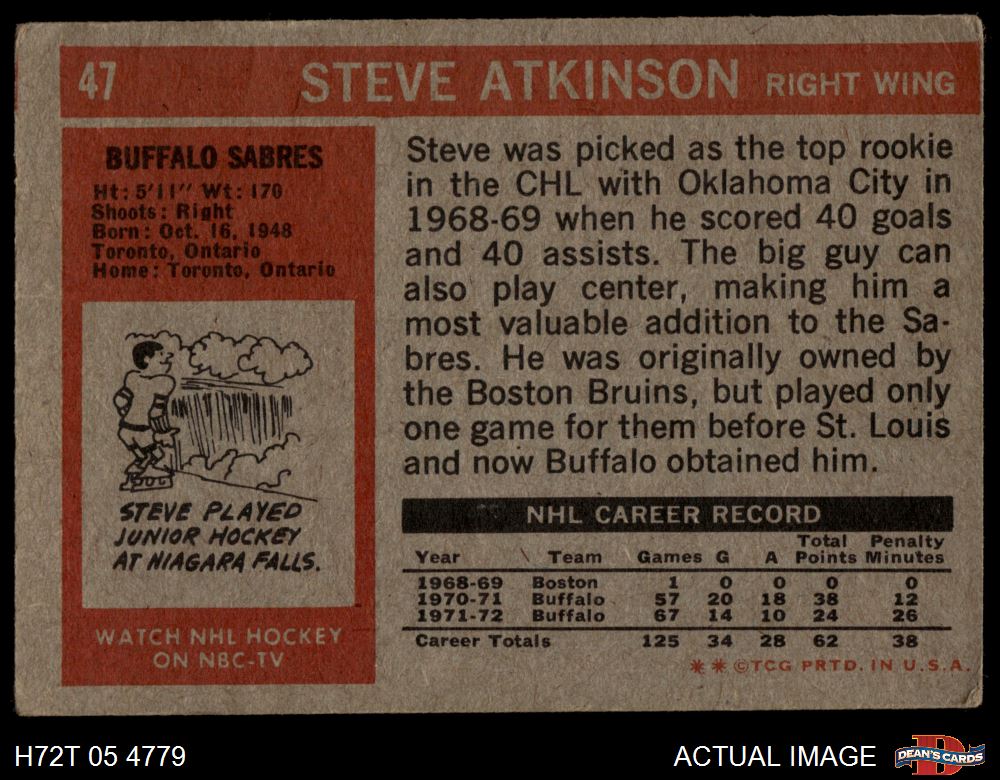 47 STEVE ATKINSON RIGHT WING
BUFFALO SABRES
Ht: 5'11" Wt: 170
Shoots: Right
Born: Oct. 16, 1948
Toronto, Ontario
Home: Toronto, Ontario
STEVE PLAYED
JUNIOR HOCKEY
AT NIAGARA FALLS.
WATCH NHL HOCKEY
ON NBC-TV
Steve was picked as the top rookie
in the CHL with Oklahoma City in
1968-69 when he scored 40 goals
and 40 assists. The big guy can
also play center, making him a
most valuable addition to the Sa-
bres. He was originally owned by
the Boston Bruins, but played only
one game for them before St. Louis
and now Buffalo obtained him.
NHL CAREER RECORD
Year Team Games G A Total Points Penalty Minutes
1968-69 Boston 1 0 0 0 0
1970-71 Buffalo 57 20 18 38 12
1971-72 Buffalo 67 14 10 24 26
Career Totals 125 34 28 62 38
* * ©TCG PRTD. IN U.S.A.
H72T 05 4779 ACTUAL IMAGE DEAN'S CARDS